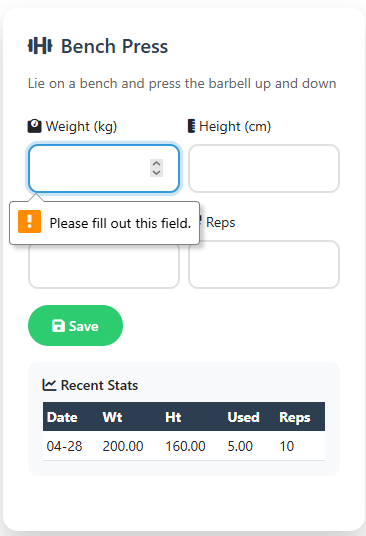 Bench Press
Lie on a bench and press the barbell up and down
Weight (kg) Height (cm)
Please fill out this field.
Reps
Save
Recent Stats
Date Wt Ht Used Reps
04-28 200.00 160.00 5.00 10